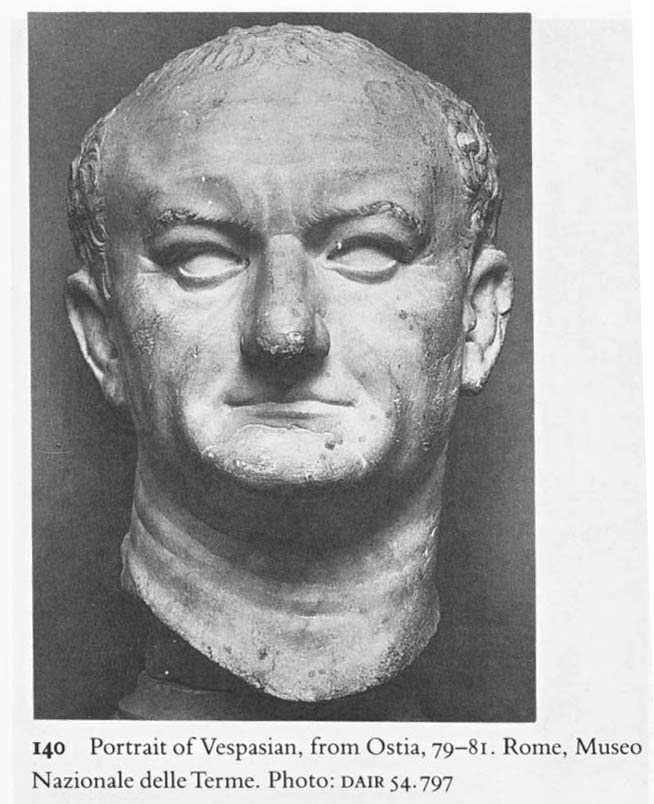 140 Portrait of Vespasian, from Ostia, 79–81. Rome, Museo
Nazionale delle Terme. Photo: DAIR 54.797